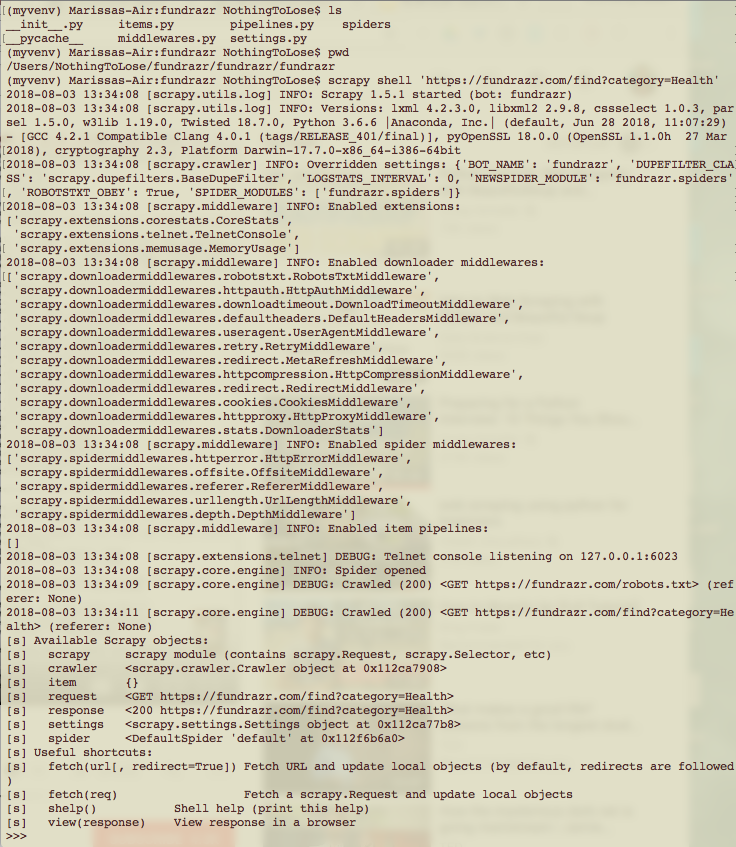 (myvenv) Marissas-Air:fundrazr NothingToLose$ ls
__init__.py items.py pipelines.py spiders
__pycache__ middlewares.py settings.py
(myvenv) Marissas-Air:fundrazr NothingToLose$ pwd
/Users/NothingToLose/fundrazr/fundrazr/fundrazr
(myvenv) Marissas-Air:fundrazr NothingToLose$ scrapy shell 'https://fundrazr.com/find?category=Health'
2018-08-03 13:34:08 [scrapy.utils.log] INFO: Scrapy 1.5.1 started (bot: fundrazr)
2018-08-03 13:34:08 [scrapy.utils.log] INFO: Versions: lxml 4.2.3.0, libxml2 2.9.8, cssselect 1.0.3, par
sel 1.5.0, w3lib 1.19.0, Twisted 18.7.0, Python 3.6.6 |Anaconda, Inc.| (default, Jun 28 2018, 11:07:29)
- [GCC 4.2.1 Compatible Clang 4.0.1 (tags/RELEASE_401/final)], pyOpenSSL 18.0.0 (OpenSSL 1.1.0h  27 Mar
2018), cryptography 2.3, Platform Darwin-17.7.0-x86_64-i386-64bit
2018-08-03 13:34:08 [scrapy.crawler] INFO: Overridden settings: {'BOT_NAME': 'fundrazr', 'DUPEFILTER_CLA
SS': 'scrapy.dupefilters.BaseDupeFilter', 'LOGSTATS_INTERVAL': 0, 'NEWSPIDER_MODULE': 'fundrazr.spiders'
, 'ROBOTSTXT_OBEY': True, 'SPIDER_MODULES': ['fundrazr.spiders']}
2018-08-03 13:34:08 [scrapy.middleware] INFO: Enabled extensions:
['scrapy.extensions.corestats.CoreStats',
'scrapy.extensions.telnet.TelnetConsole',
'scrapy.extensions.memusage.MemoryUsage']
2018-08-03 13:34:08 [scrapy.middleware] INFO: Enabled downloader middlewares:
['scrapy.downloadermiddlewares.robotstxt.RobotsTxtMiddleware',
'scrapy.downloadermiddlewares.httpauth.HttpAuthMiddleware',
'scrapy.downloadermiddlewares.downloadtimeout.DownloadTimeoutMiddleware',
'scrapy.downloadermiddlewares.defaultheaders.DefaultHeadersMiddleware',
'scrapy.downloadermiddlewares.useragent.UserAgentMiddleware',
'scrapy.downloadermiddlewares.retry.RetryMiddleware',
'scrapy.downloadermiddlewares.redirect.MetaRefreshMiddleware',
'scrapy.downloadermiddlewares.httpcompression.HttpCompressionMiddleware',
'scrapy.downloadermiddlewares.redirect.RedirectMiddleware',
'scrapy.downloadermiddlewares.cookies.CookiesMiddleware',
'scrapy.downloadermiddlewares.httpproxy.HttpProxyMiddleware',
'scrapy.downloadermiddlewares.stats.DownloaderStats']
2018-08-03 13:34:08 [scrapy.middleware] INFO: Enabled spider middlewares:
['scrapy.spidermiddlewares.httperror.HttpErrorMiddleware',
'scrapy.spidermiddlewares.offsite.OffsiteMiddleware',
'scrapy.spidermiddlewares.referer.RefererMiddleware',
'scrapy.spidermiddlewares.urllength.UrlLengthMiddleware',
'scrapy.spidermiddlewares.depth.DepthMiddleware']
2018-08-03 13:34:08 [scrapy.middleware] INFO: Enabled item pipelines:
[]
2018-08-03 13:34:08 [scrapy.extensions.telnet] DEBUG: Telnet console listening on 127.0.0.1:6023
2018-08-03 13:34:08 [scrapy.core.engine] INFO: Spider opened
2018-08-03 13:34:09 [scrapy.core.engine] DEBUG: Crawled (200) <GET https://fundrazr.com/robots.txt> (ref
erer: None)
2018-08-03 13:34:11 [scrapy.core.engine] DEBUG: Crawled (200) <GET https://fundrazr.com/find?category=He
alth> (referer: None)
[s] Available Scrapy objects:
[s] scrapy scrapy module (contains scrapy.Request, scrapy.Selector, etc)
[s] crawler <scrapy.crawler.Crawler object at 0x112ca7908>
[s] item {}
[s] request <GET https://fundrazr.com/find?category=Health>
[s] response <200 https://fundrazr.com/find?category=Health>
[s] settings <scrapy.settings.Settings object at 0x112ca77b8>
[s] spider <DefaultSpider 'default' at 0x112f6b6a0>
[s] Useful shortcuts:
[s] fetch(url[, redirect=True]) Fetch URL and update local objects (by default, redirects are followed
)
[s] fetch(req) Fetch a scrapy.Request and update local objects
[s] shelp() Shell help (print this help)
[s] view(response) View response in a browser
>>>